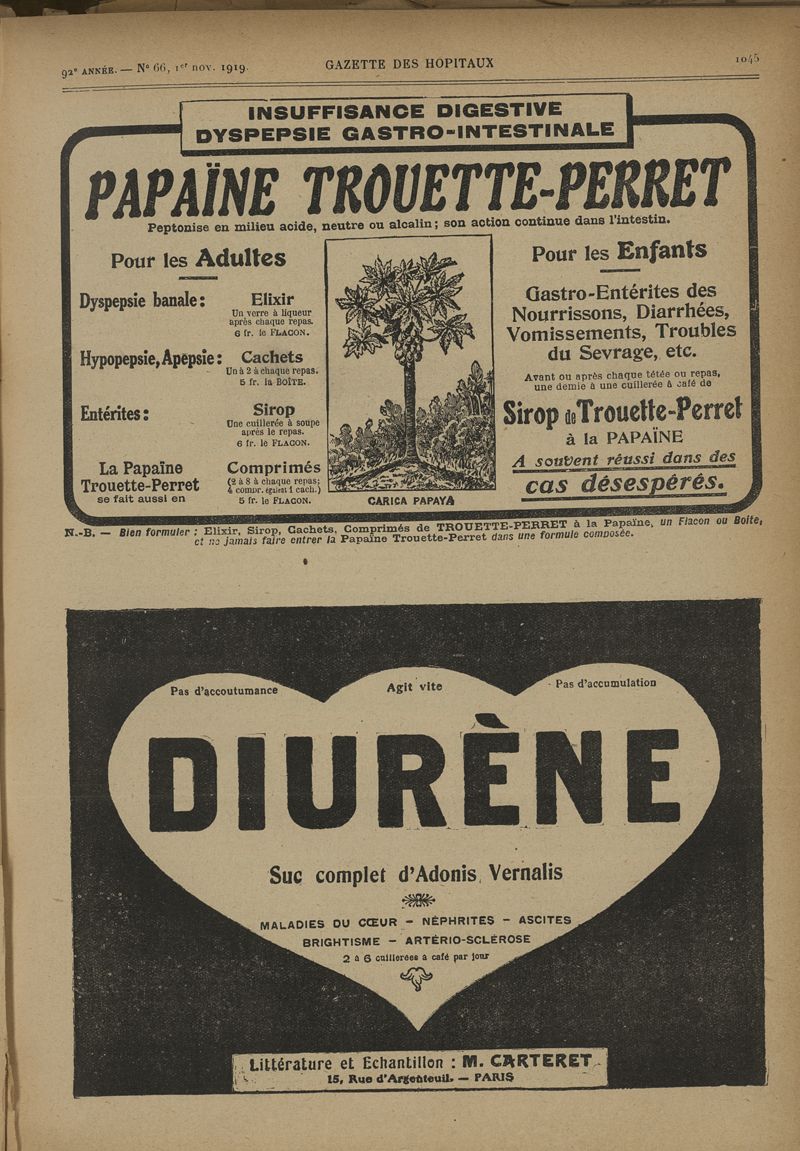 92e ANNÉE. — No 66, 1er NOV. 1919.
GAZETTE DES HOPITAUX
1045
INSUFFISANCE DIGESTIVE
DYSPEPSIE GASTRO-INTESTINALE
PAPAÏNE TROUETTE-PERRET
Peptonise en milieu acide, neutre ou alcalin; son action continue dans l'intestin.
Pour les Adultes
Dyspepsie banale: Elixir
Un verre à liqueur
après chaque repas.
6 fr. le FLACON.
Hypopepsie, Apepsie: Cachets
Un à 2 à chaque repas.
5 fr. la BOÎTE.
Entérites: Sirop
Une cuillerée à soupe
après le repas.
6 fr. le FLACON.
La Papaïne
Trouette-Perret
se fait aussi en
Comprimés
(2 à 8 à chaque repas;
4 compr. égalent 1 cach.)
5 fr. le FLACON.
CARICA PAPAYA
Pour les Enfants
Gastro-Entérites des
Nourrissons, Diarrhées,
Vomissements, Troubles
du Sevrage, etc.
Avant ou après chaque tétée ou repas,
une demie à une cuillerée à café de
Sirop de Trouette-Perret
à la PAPAÏNE
A souvent réussi dans des
cas désespérés.
N.-B. — Bien formuler : Elixir, Sirop, Cachets, Comprimés de TROUETTE-PERRET à la Papaïne, un Flacon ou Boîte,
et ne jamais faire entrer la Papaïne Trouette-Perret dans une formule composée.
Pas d'accoutumance
Agit vite
Pas d'accumulation
DIURÈNE
Suc complet d'Adonis Vernalis
MALADIES DU CŒUR - NÉPHRITES - ASCITES
BRIGHTISME - ARTÉRIO-SCLÉROSE
2 à 6 cuillerées à café par jour
Littérature et Echantillon : M. CARTERET
15, Rue d'Argenteuil. — PARIS